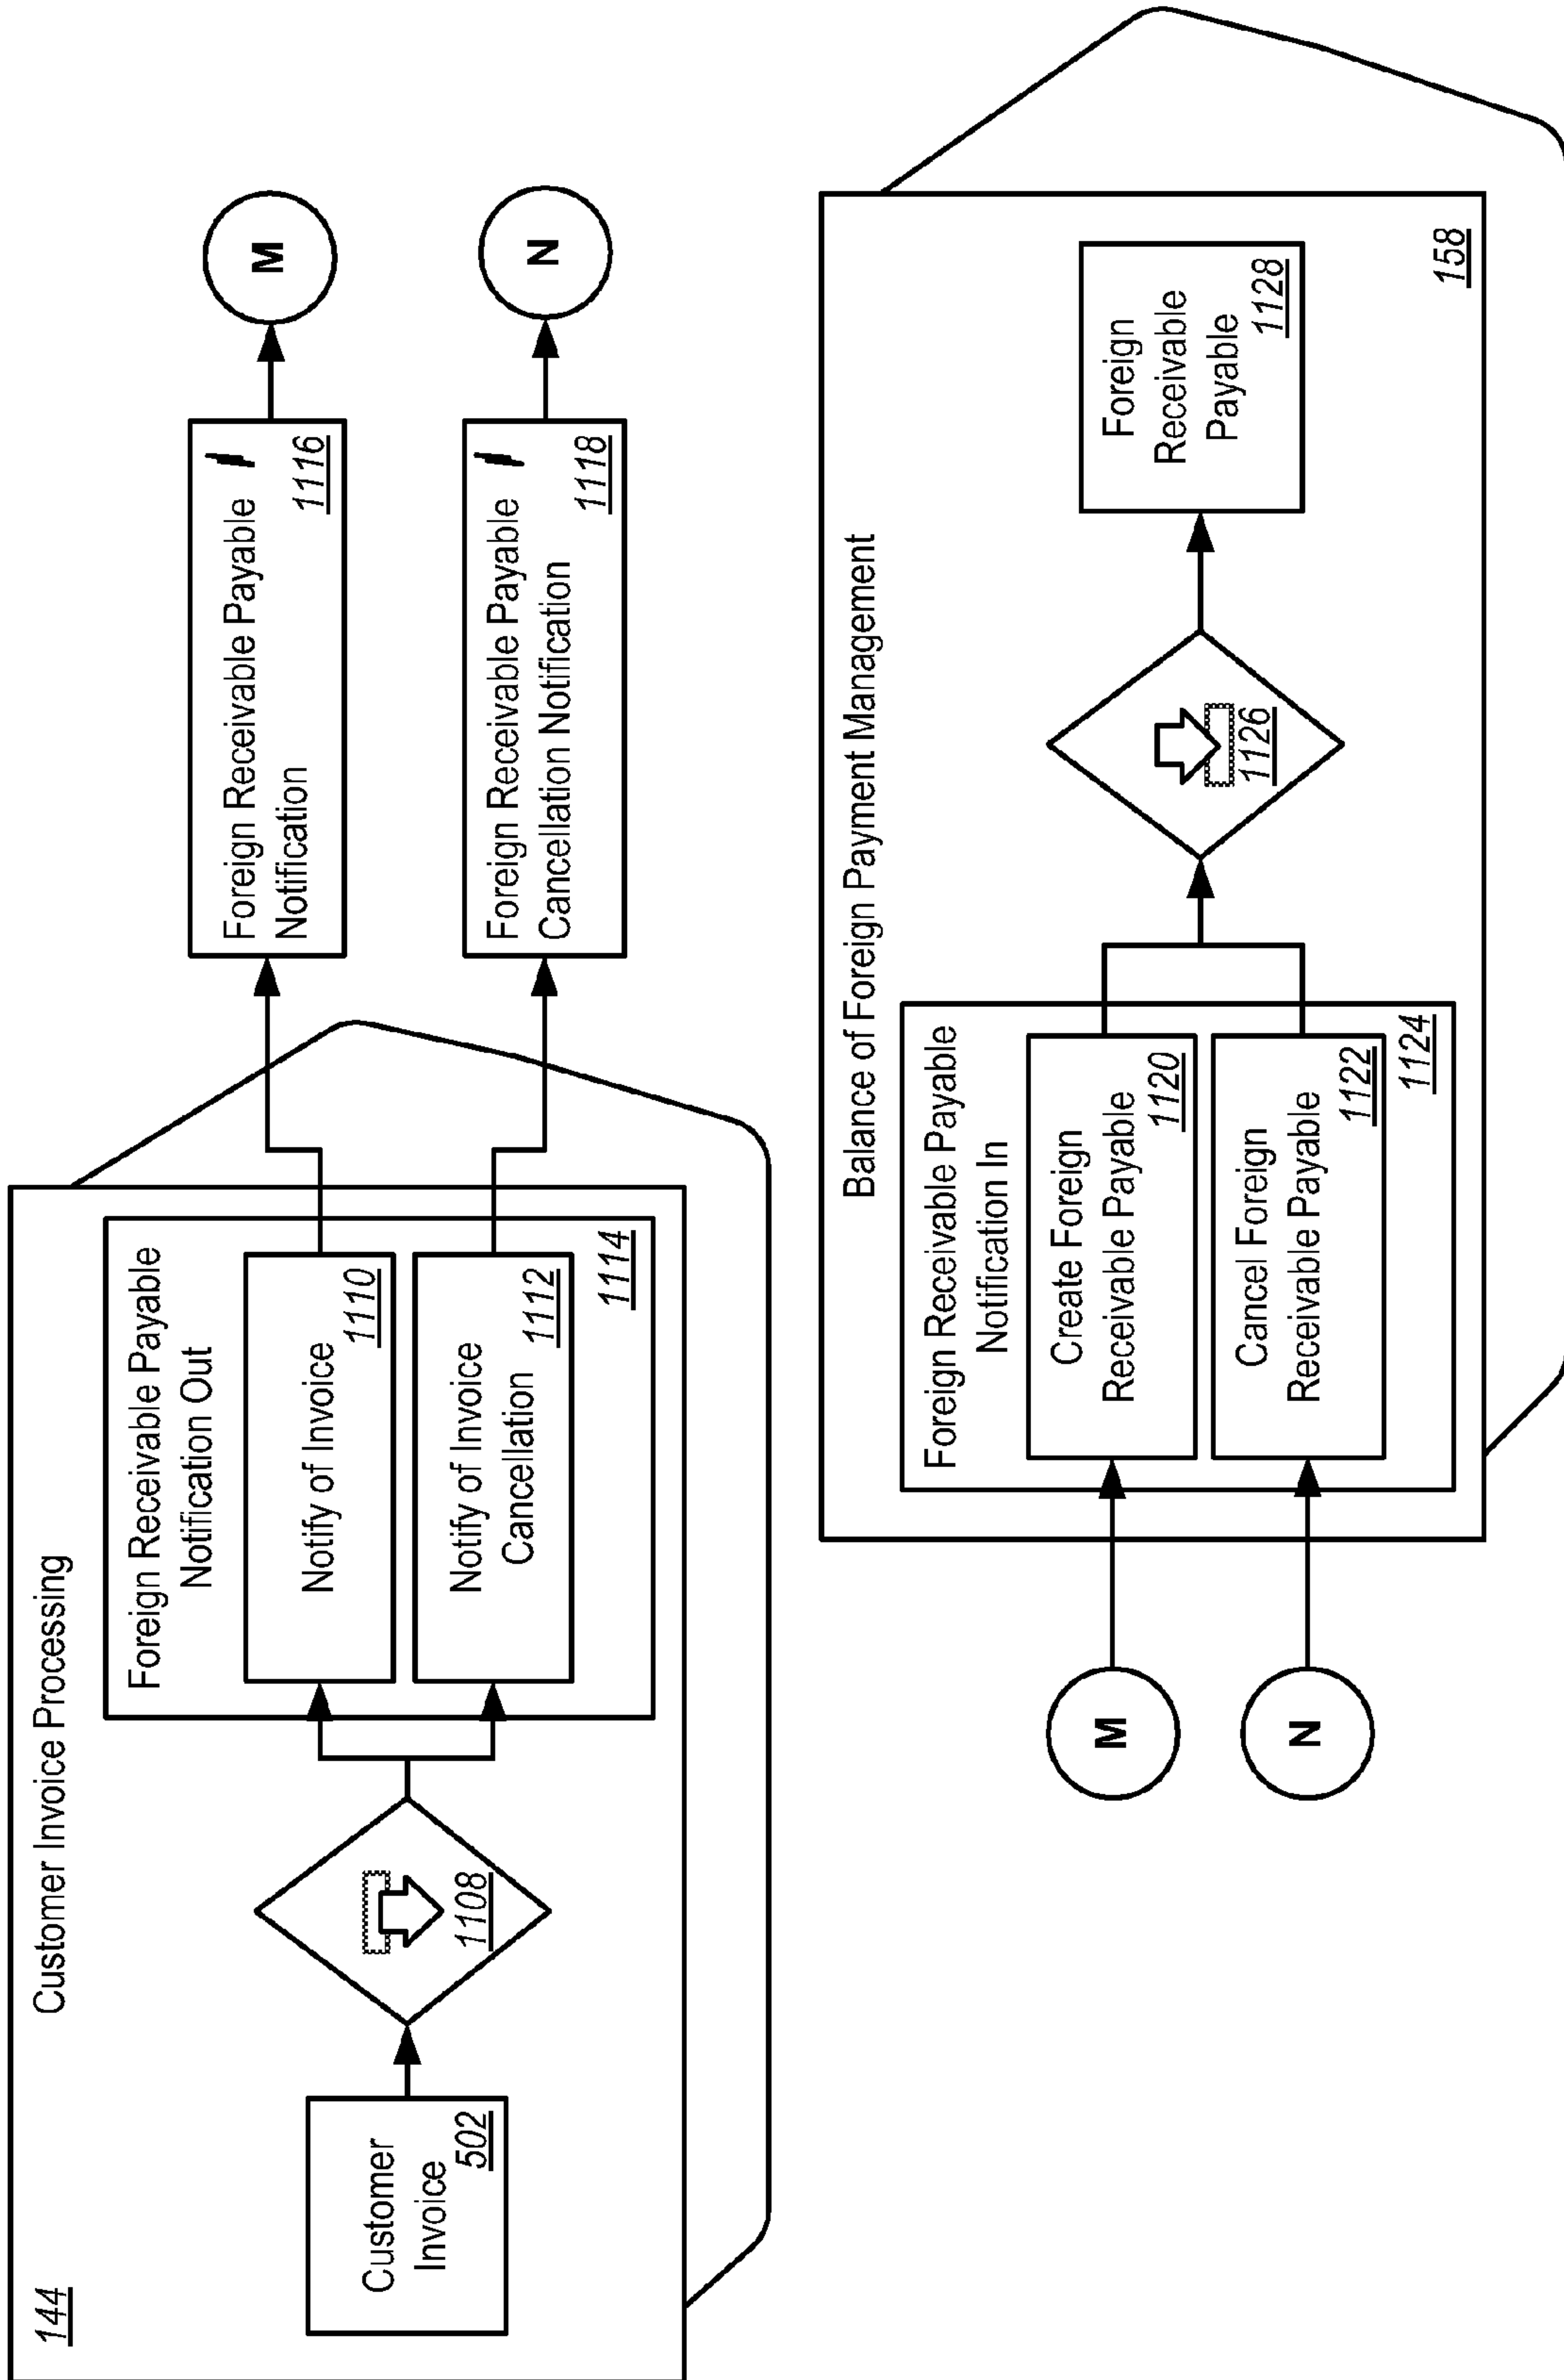 144
Customer Invoice Processing
Customer
Invoice
502
1108
Foreign Receivable Payable
Notification Out
Notify of Invoice
1110
Notify of Invoice
Cancellation
1112
1114
Foreign Receivable Payable
Notification
1116
M
Foreign Receivable Payable
Cancellation Notification
1118
N
Balance of Foreign Payment Management
M
N
Foreign Receivable Payable
Notification In
Create Foreign
Receivable Payable
1120
Cancel Foreign
Receivable Payable
1122
1124
1126
Foreign
Receivable
Payable
1128
158